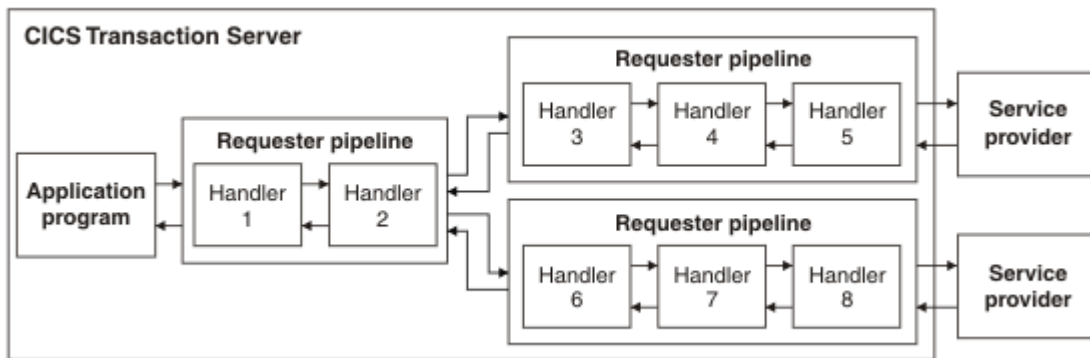 CICS Transaction Server
Requester pipeline
Handler
3
Handler
4
Handler
5
Service
provider
Requester pipeline
Application
program
Handler
1
Handler
2
Requester pipeline
Handler
6
Handler
7
Handler
8
Service
provider